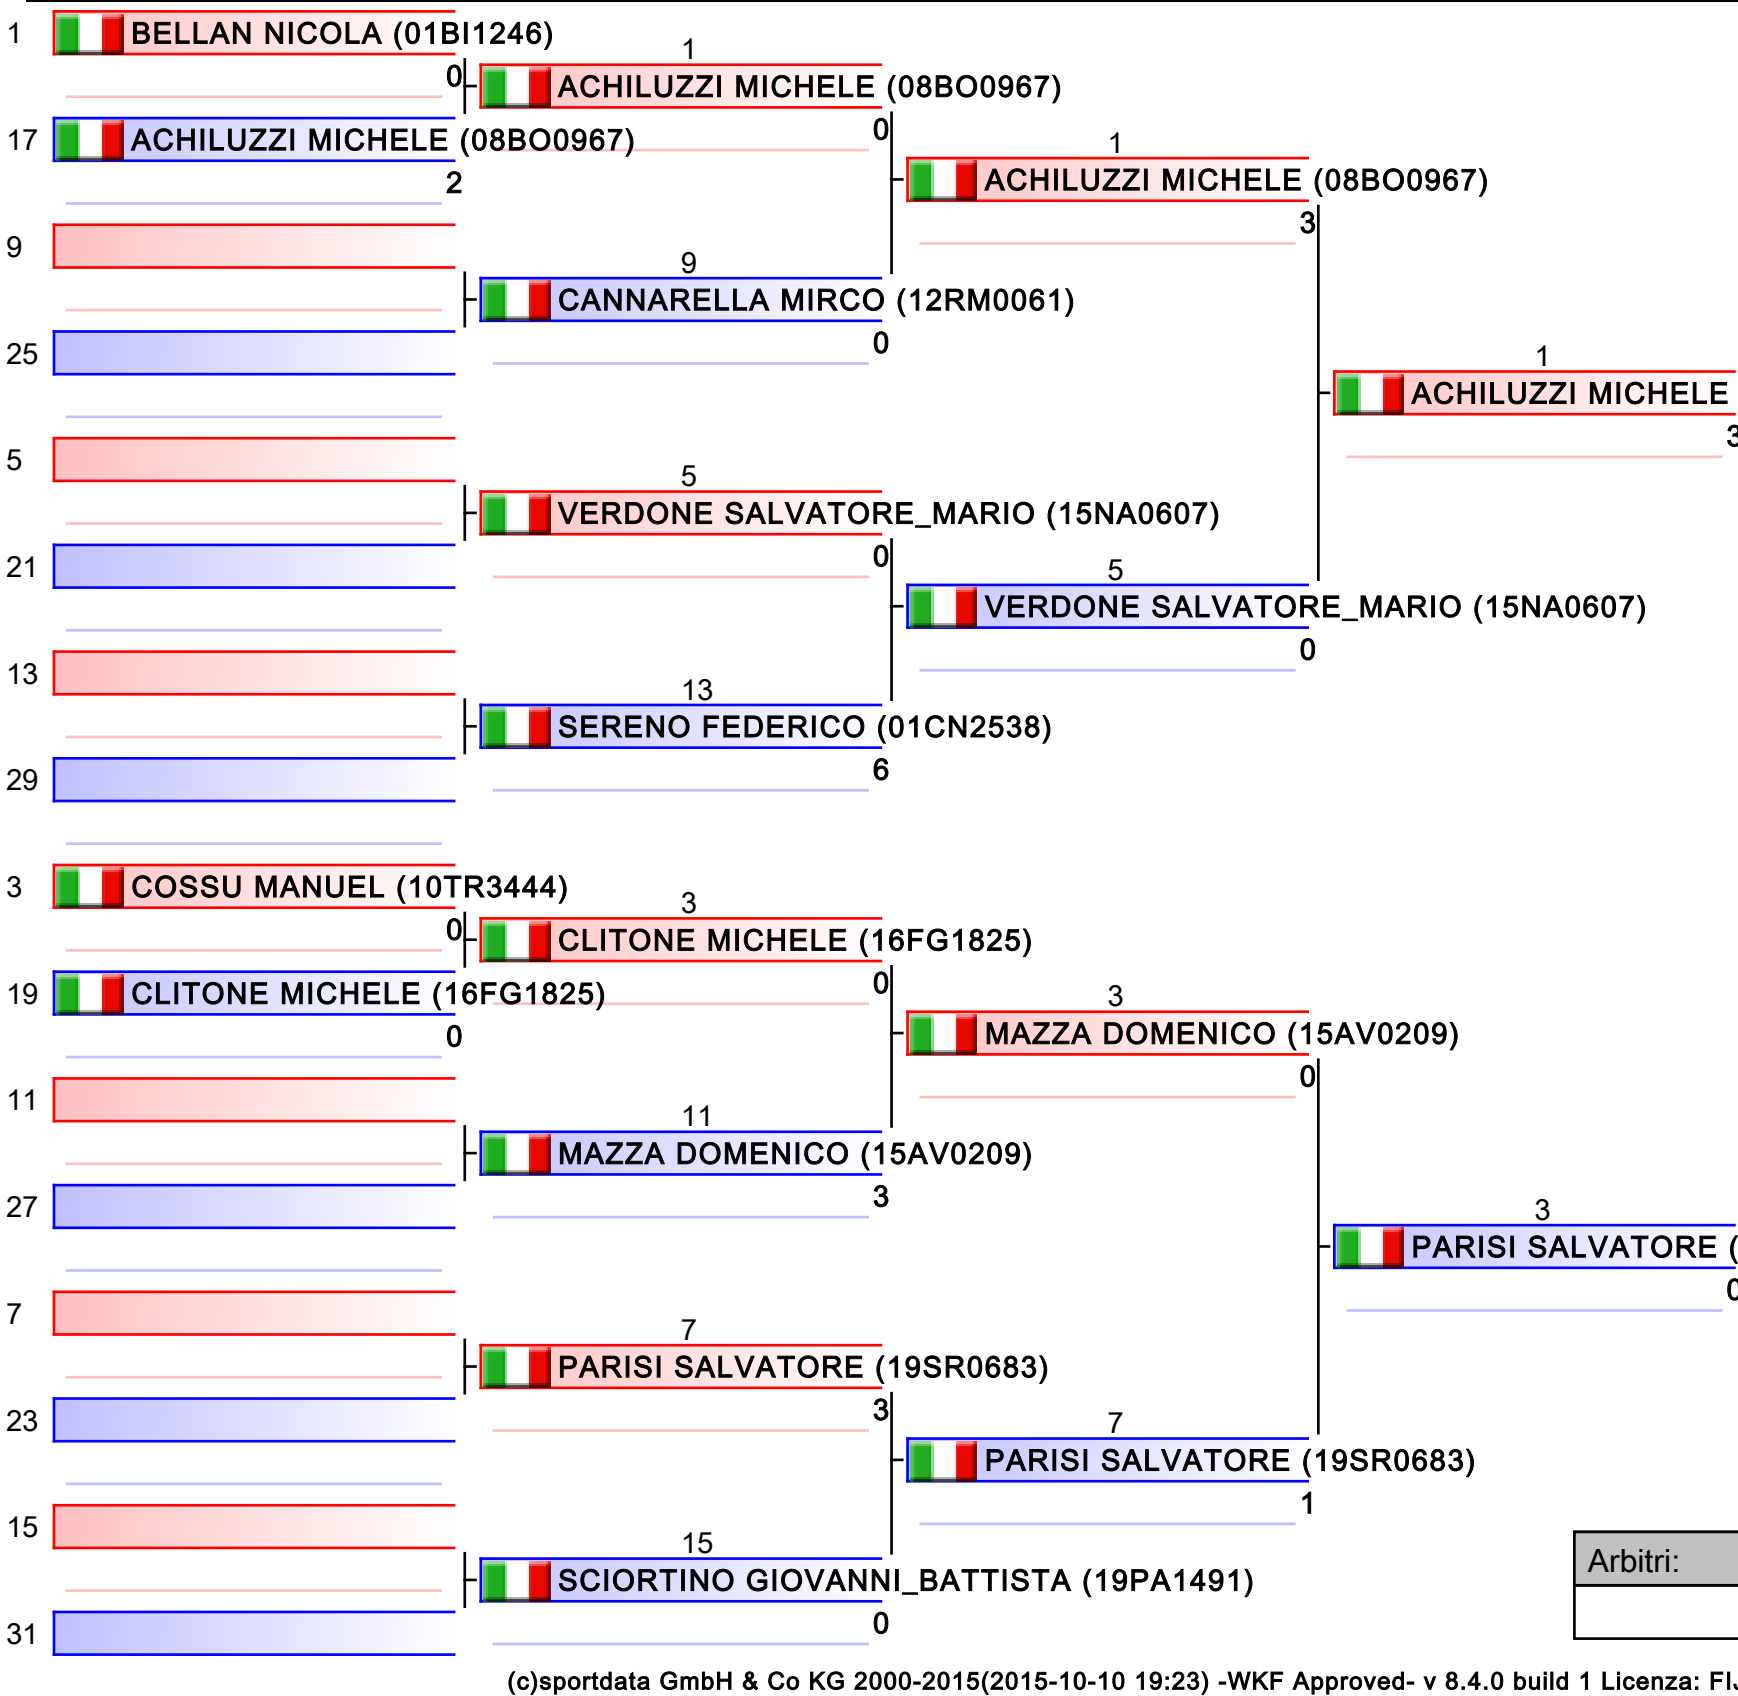 1 BELLAN NICOLA (01BI1246)
1
0 ACHILUZZI MICHELE (08BO0967)
0
17 ACHILUZZI MICHELE (08BO0967)
1
2 ACHILUZZI MICHELE (08BO0967)
3
9
9
CANNARELLA MIRCO (12RM0061)
25
0
1
ACHILUZZI MICHELE
3
5
5
VERDONE SALVATORE_MARIO (15NA0607)
0
21
5
VERDONE SALVATORE_MARIO (15NA0607)
0
13
13
SERENO FEDERICO (01CN2538)
29
6
3 COSSU MANUEL (10TR3444)
3
0 CLITONE MICHELE (16FG1825)
0
19 CLITONE MICHELE (16FG1825)
3
0 MAZZA DOMENICO (15AV0209)
0
11
11
MAZZA DOMENICO (15AV0209)
27
3
3
PARISI SALVATORE (
0
7
7
PARISI SALVATORE (19SR0683)
3
23
7
PARISI SALVATORE (19SR0683)
1
15
15
SCIORTINO GIOVANNI_BATTISTA (19PA1491)
0
31
Arbitri:
(c)sportdata GmbH & Co KG 2000-2015(2015-10-10 19:23) -WKF Approved- v 8.4.0 build 1 Licenza: